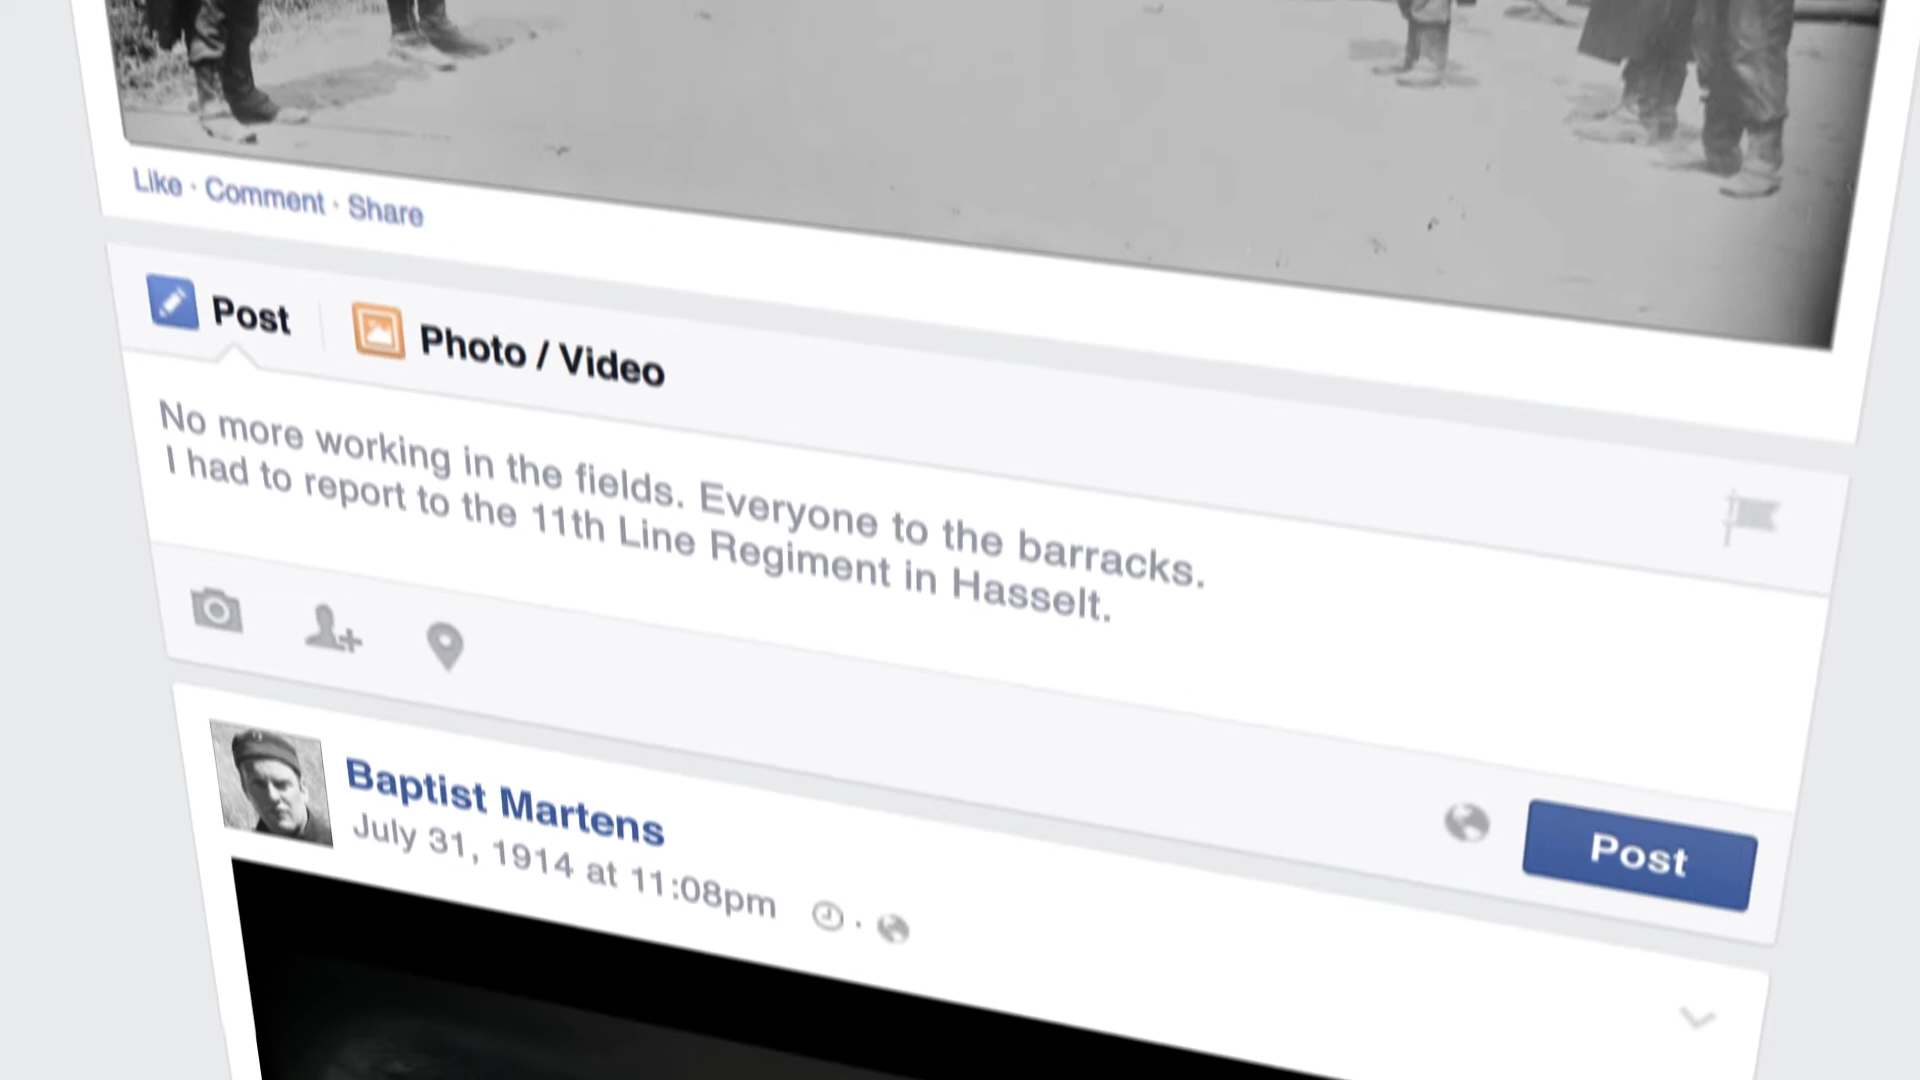 Like · Comment · Share
Post
Photo / Video
No more working in the fields. Everyone to the barracks.
I had to report to the 11th Line Regiment in Hasselt.
Post
Baptist Martens
July 31, 1914 at 11:08pm